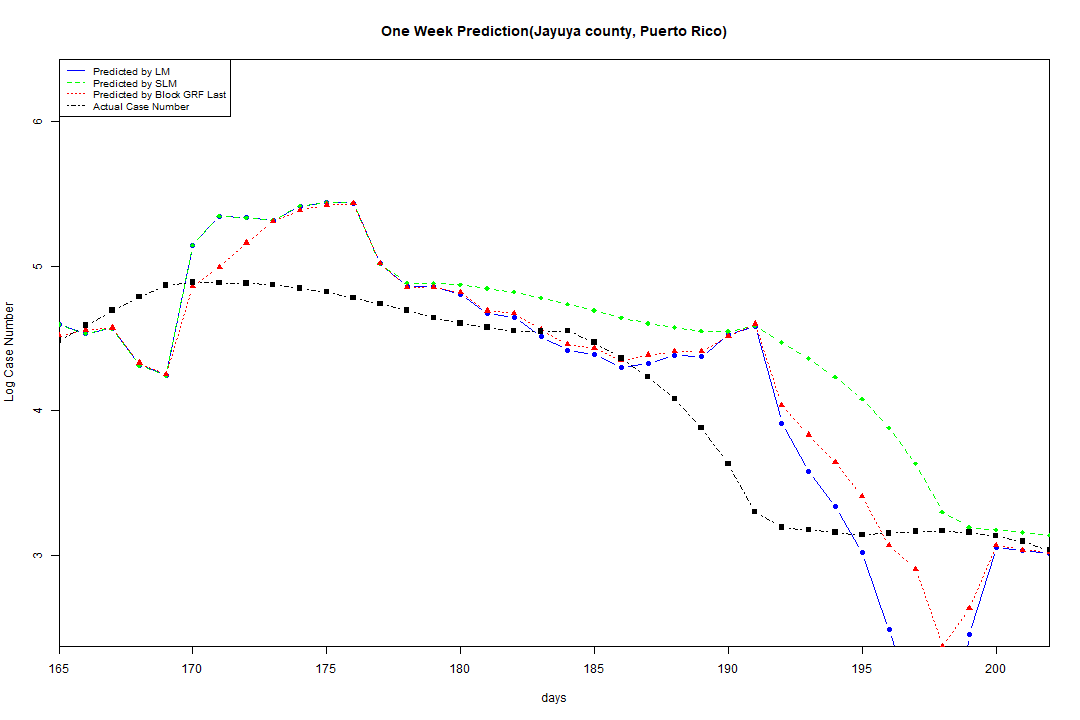 One Week Prediction(Jayuya county, Puerto Rico)
Predicted by LM
Predicted by SLM
Predicted by Block GRF Last
Actual Case Number
6
5
4
3
Log Case Number
165 170 175 180 185 190 195 200
days